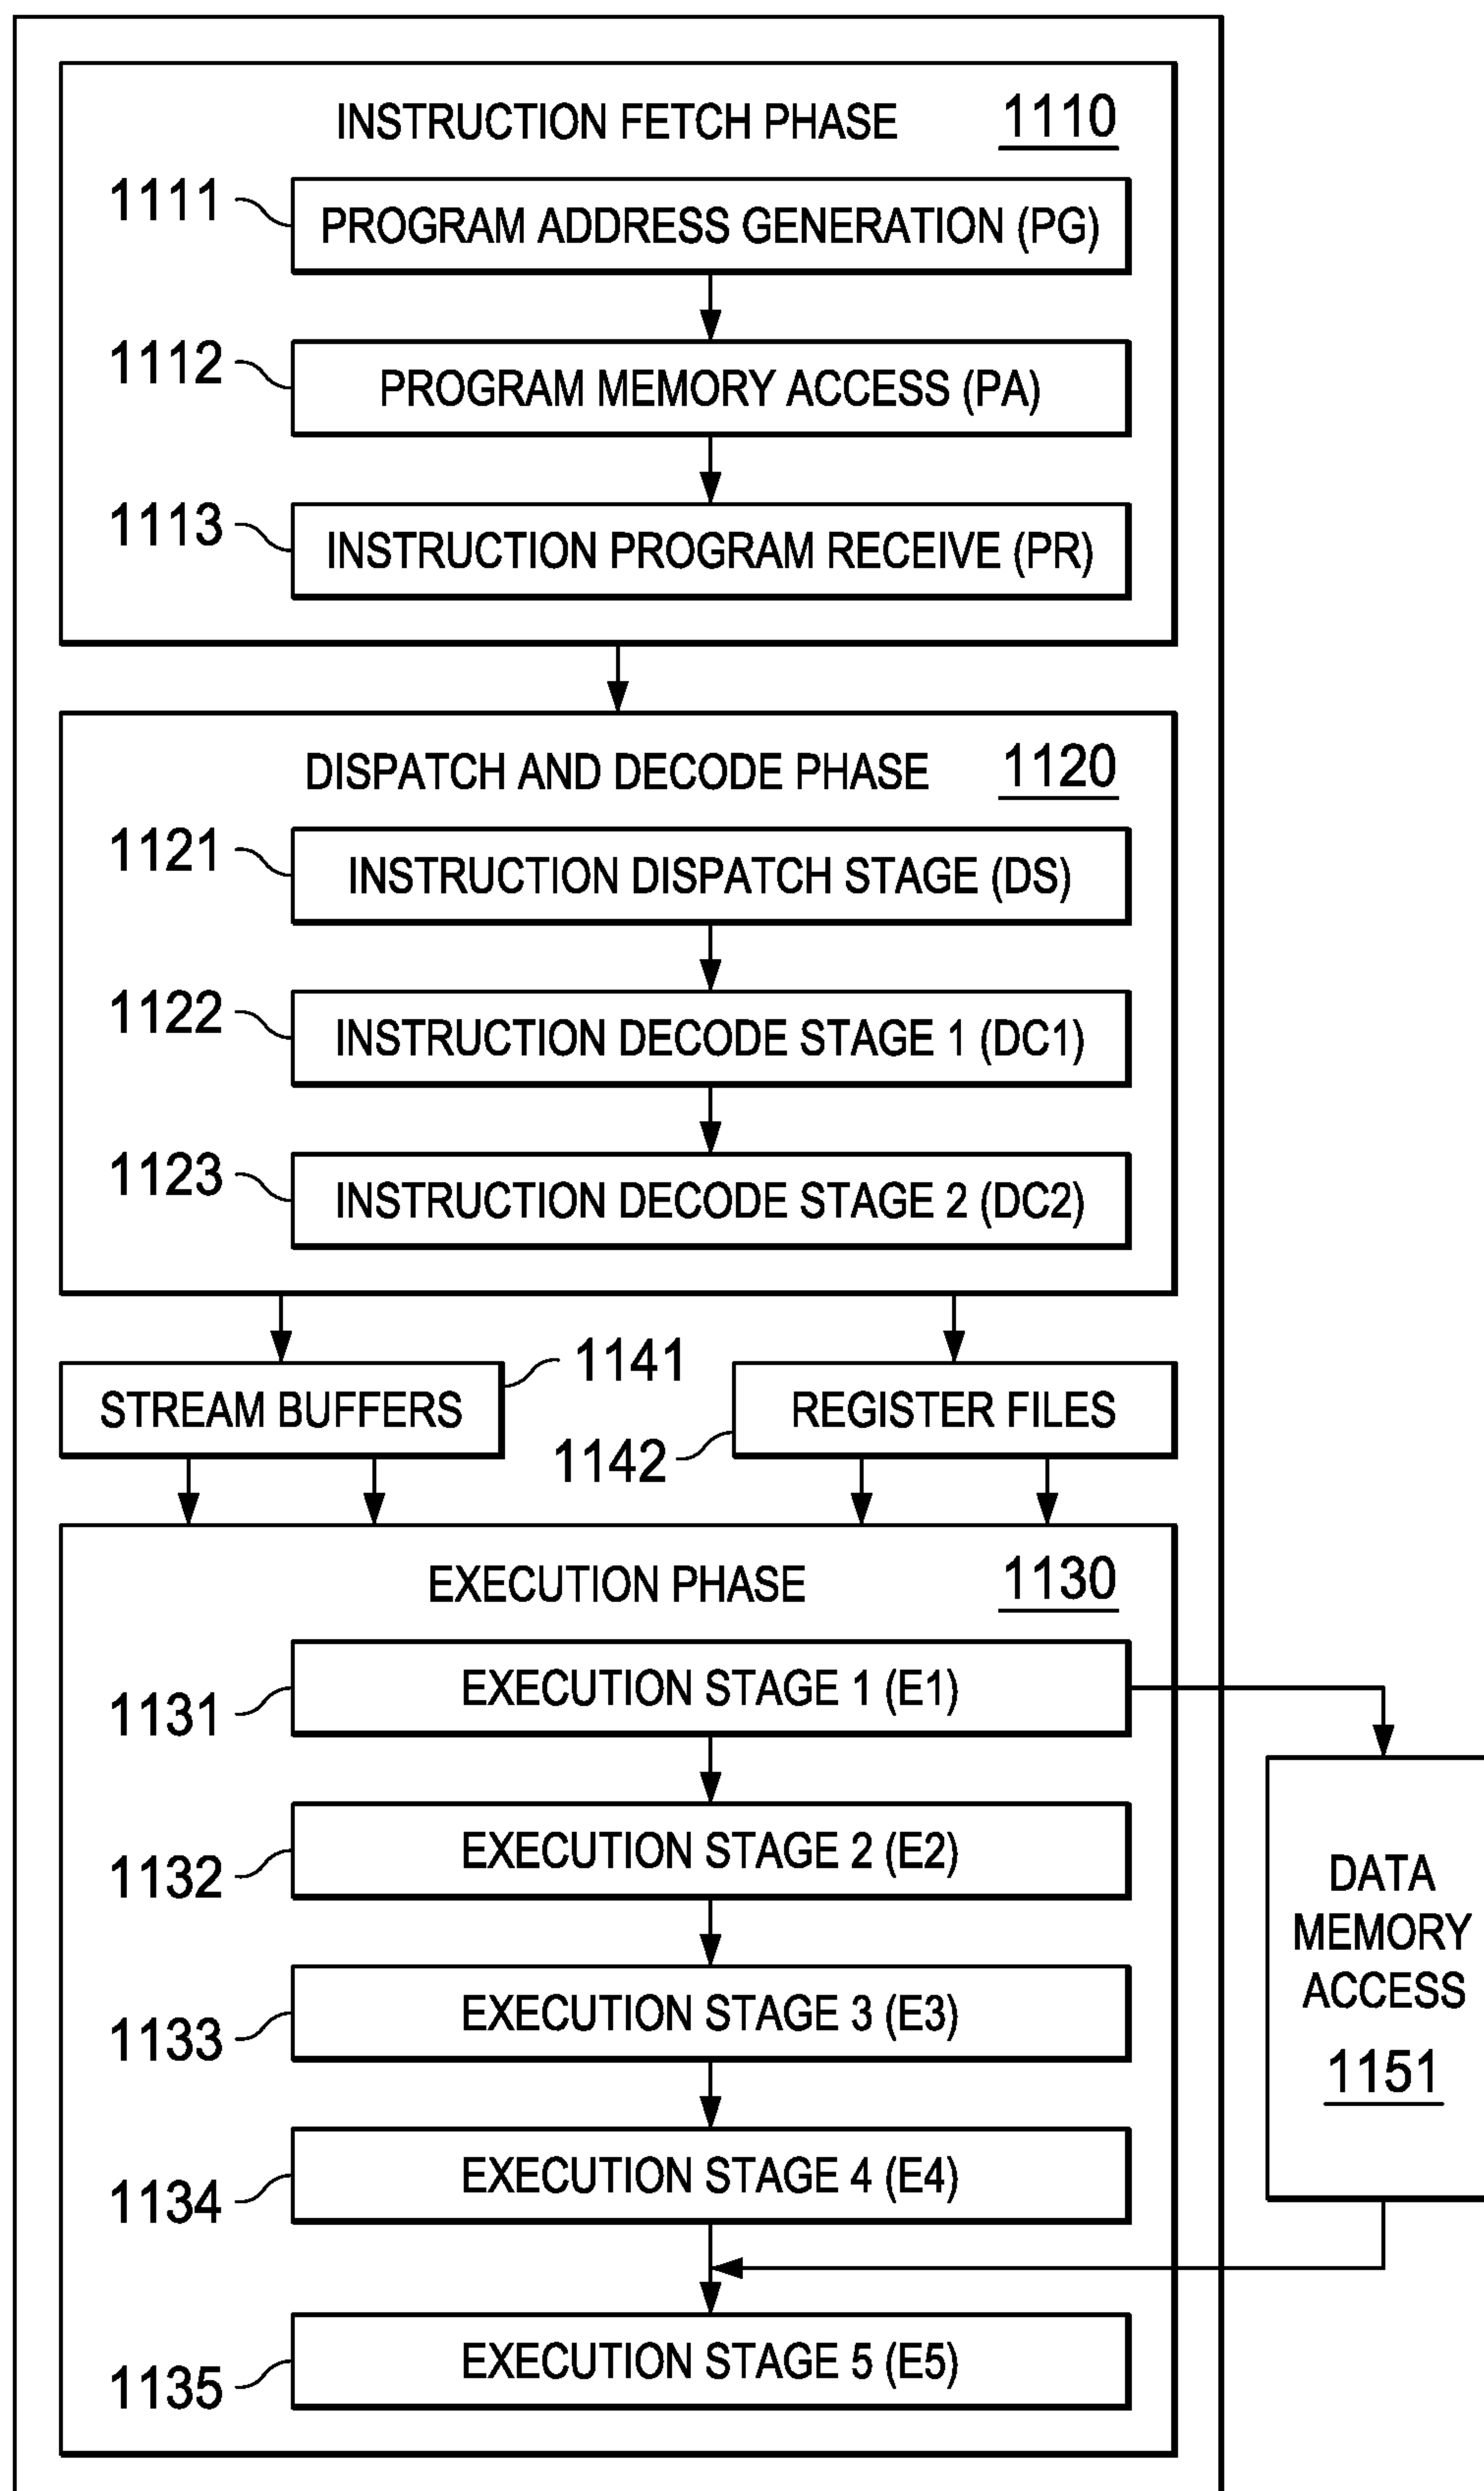 INSTRUCTION FETCH PHASE 1110
1111 PROGRAM ADDRESS GENERATION (PG)
1112 PROGRAM MEMORY ACCESS (PA)
1113 INSTRUCTION PROGRAM RECEIVE (PR)
DISPATCH AND DECODE PHASE 1120
1121 INSTRUCTION DISPATCH STAGE (DS)
1122 INSTRUCTION DECODE STAGE 1 (DC1)
1123 INSTRUCTION DECODE STAGE 2 (DC2)
STREAM BUFFERS 1141
1142 REGISTER FILES
EXECUTION PHASE 1130
1131 EXECUTION STAGE 1 (E1)
1132 EXECUTION STAGE 2 (E2)
1133 EXECUTION STAGE 3 (E3)
1134 EXECUTION STAGE 4 (E4)
1135 EXECUTION STAGE 5 (E5)
DATA
MEMORY
ACCESS
1151